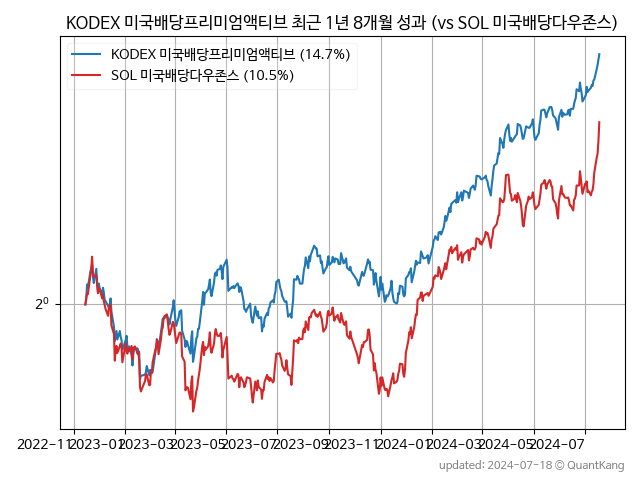 KODEX 미국배당프리미엄액티브 최근 1년 8개월 성과 (vs SOL 미국배당다우존스)
KODEX 미국배당프리미엄액티브 (14.7%)
SOL 미국배당다우존스 (10.5%)
2⁰
2022-11 2023-01 2023-03 2023-05 2023-07 2023-09 2023-11 2024-01 2024-03 2024-05 2024-07
updated: 2024-07-18 © QuantKang